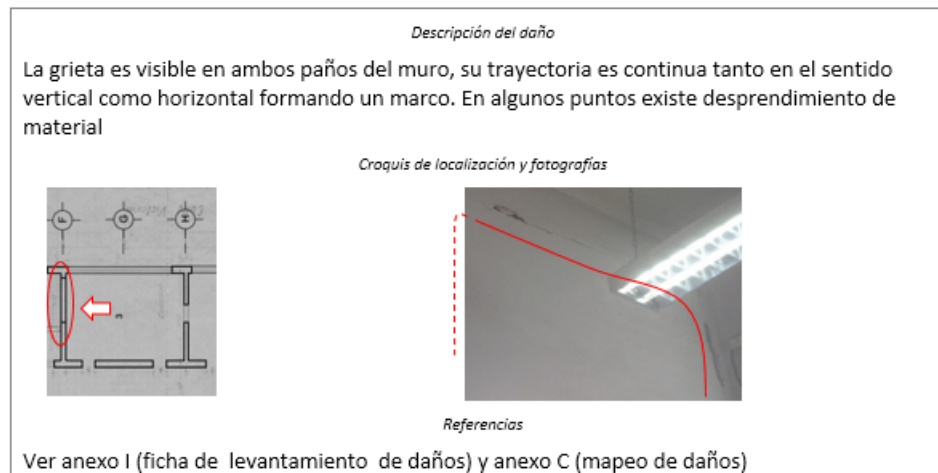 Descripción del daño
La grieta es visible en ambos paños del muro, su trayectoria es continua tanto en el sentido
vertical como horizontal formando un marco. En algunos puntos existe desprendimiento de
material
Croquis de localización y fotografías
F
G
H
3
Referencias
Ver anexo I (ficha de levantamiento de daños) y anexo C (mapeo de daños)